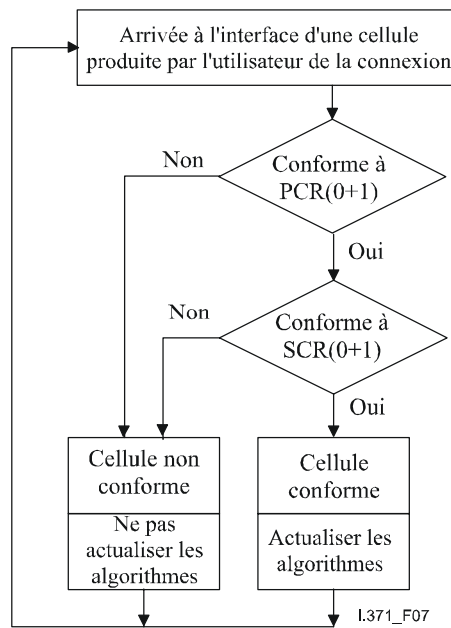 Arrivée à l'interface d'une cellule
produite par l'utilisateur de la connexion
Non
Conforme à
PCR(0+1)
Oui
Non
Conforme à
SCR(0+1)
Oui
Cellule non
conforme
Ne pas
actualiser les
algorithmes
Cellule
conforme
Actualiser les
algorithmes
I.371_F07